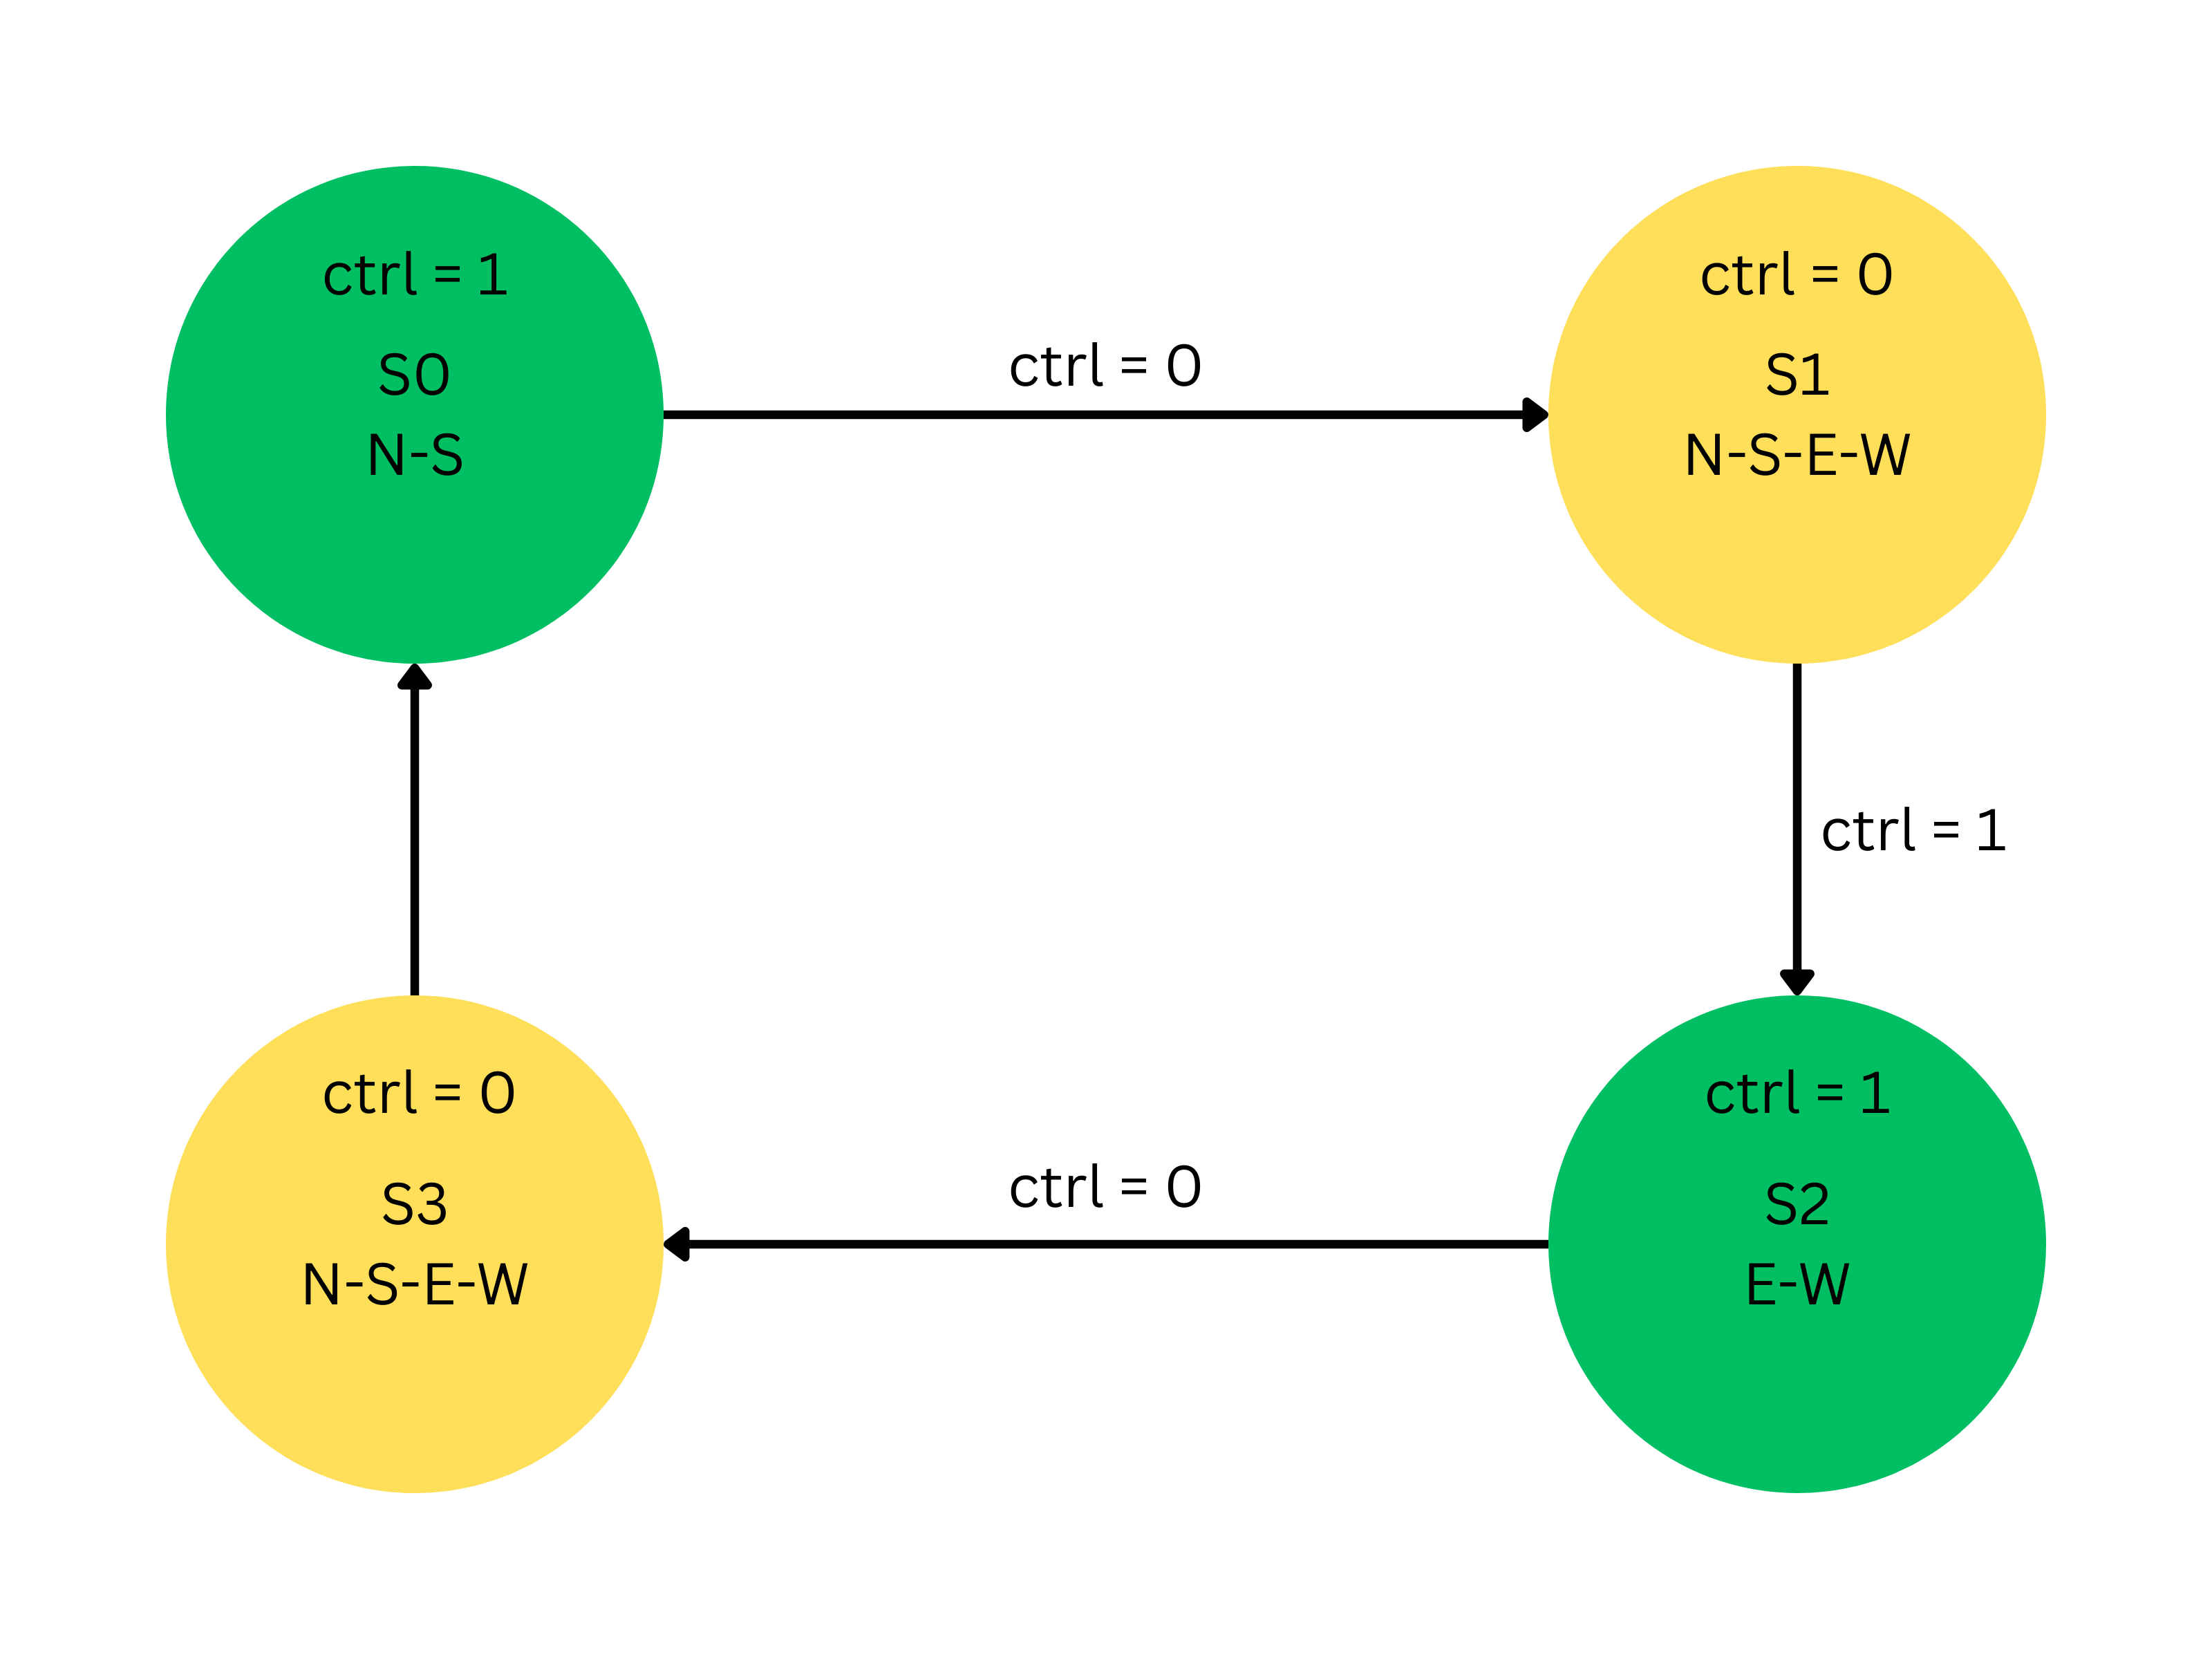 ctrl = 1
S0
N-S
ctrl = 0
ctrl = 0
S1
N-S-E-W
ctrl = 1
ctrl = 0
S3
N-S-E-W
ctrl = 0
ctrl = 1
S2
E-W